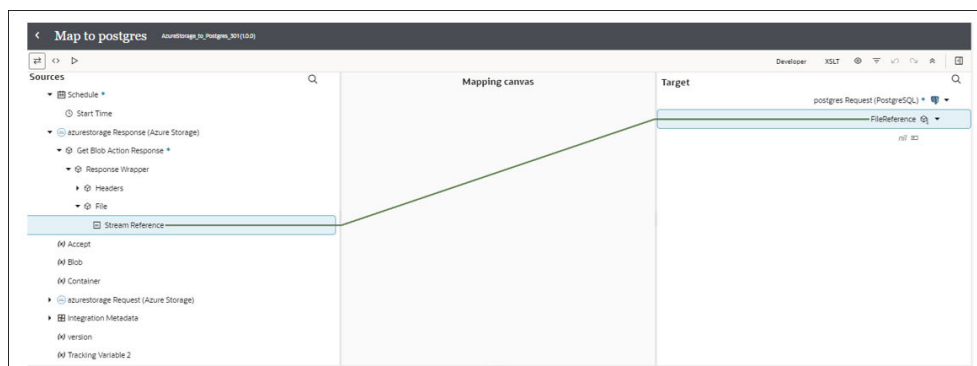 Map to postgres AzureStorage_to_Postgres_301(1.0.0)
Developer XSLT
Sources
Mapping canvas
Target
Schedule *
Start Time
azurestorage Response (Azure Storage)
Get Blob Action Response *
Response Wrapper
Headers
File
Stream Reference
(x) Accept
(x) Blob
(x) Container
azurestorage Request (Azure Storage)
Integration Metadata
(x) version
(x) Tracking Variable 2
postgres Request (PostgreSQL) *
FileReference
nil